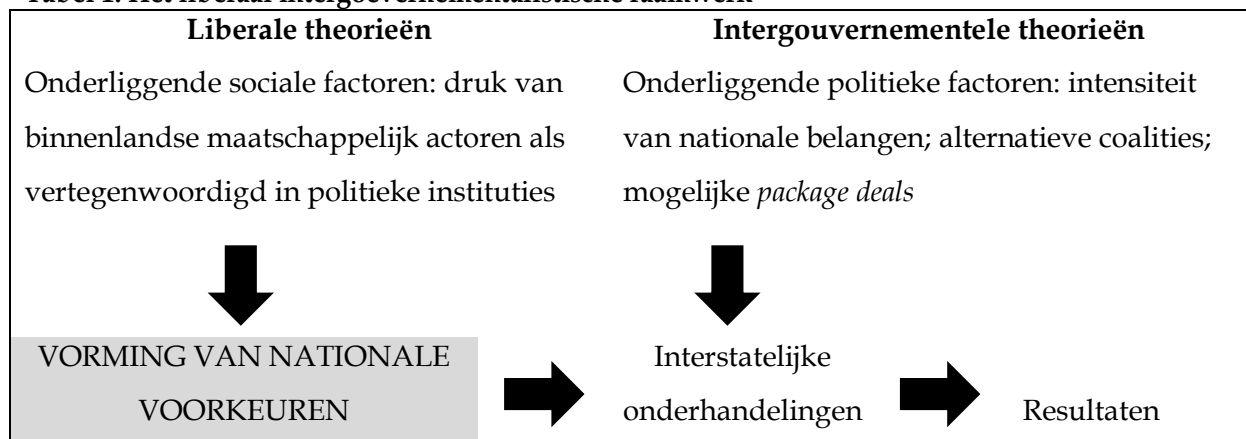 Liberale theorieën
Onderliggende sociale factoren: druk van
binnenlandse maatschappelijk actoren als
vertegenwoordigd in politieke instituties
Intergouvernementele theorieën
Onderliggende politieke factoren: intensiteit
van nationale belangen; alternatieve coalities;
mogelijke package deals
VORMING VAN NATIONALE
VOORKEUREN
Interstatelijke
onderhandelingen
Resultaten